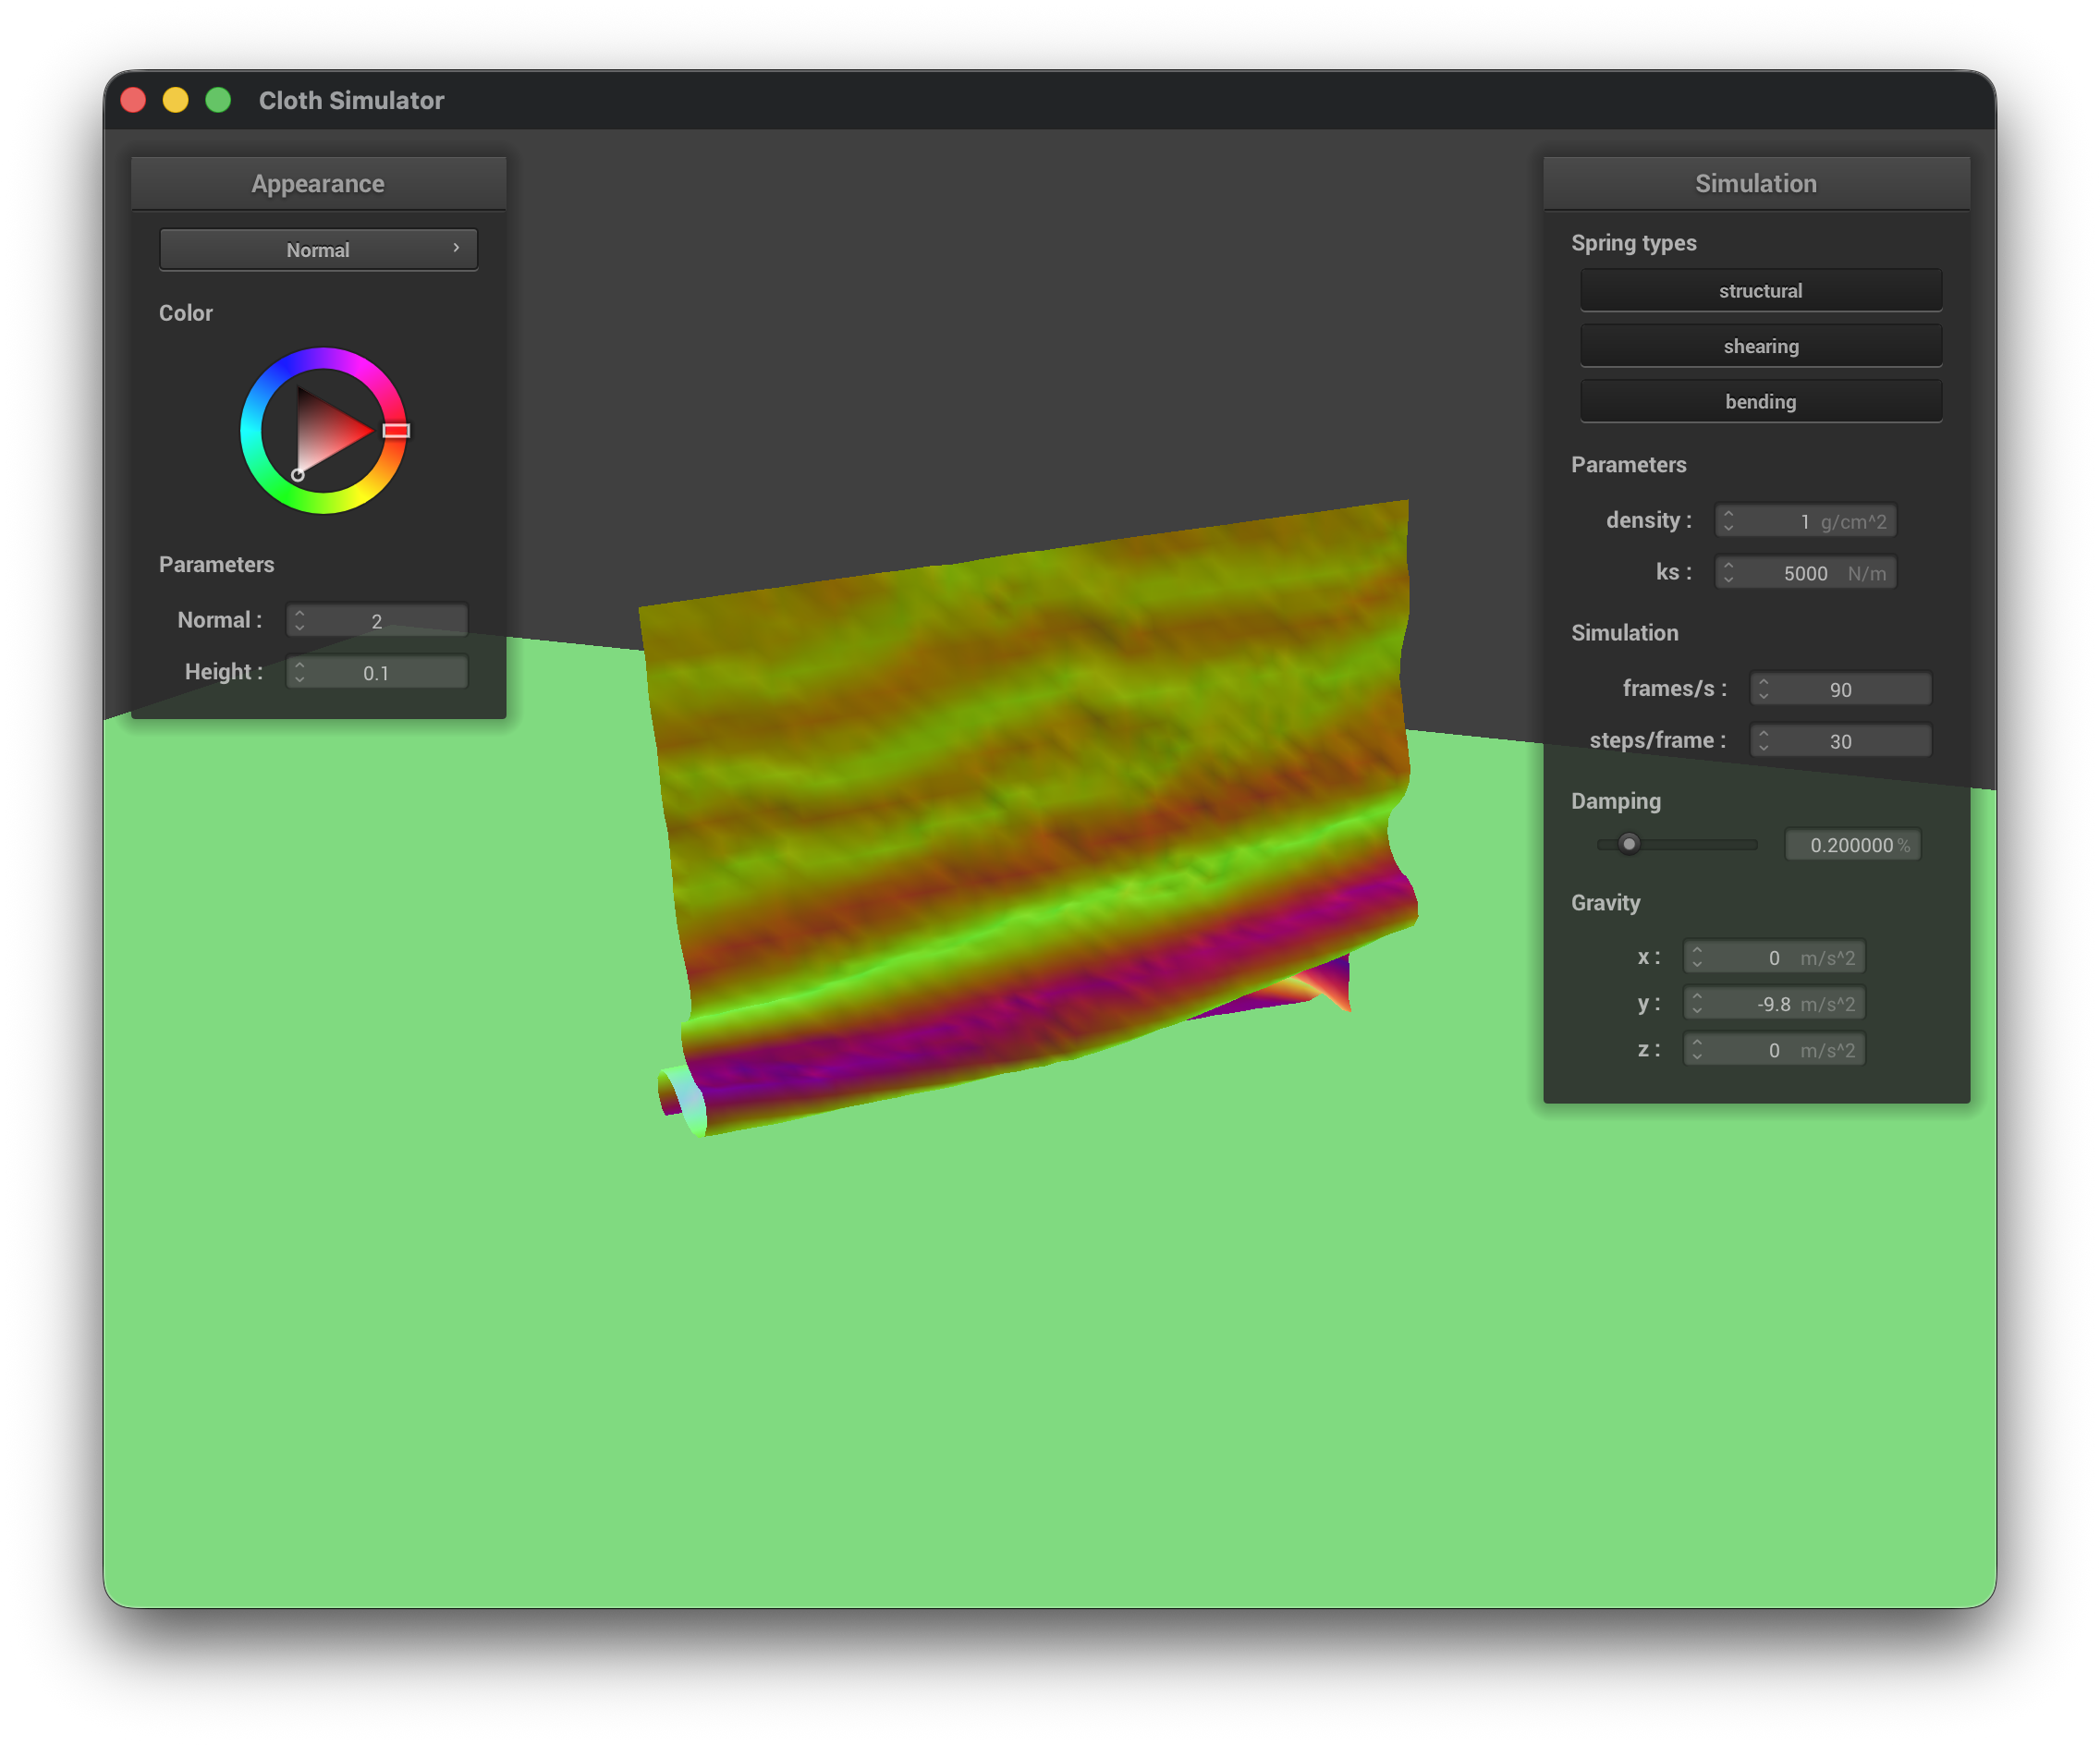 Cloth Simulator
Appearance
Normal
Color
Parameters
Normal : 2
Height : 0.1
Simulation
Spring types
structural
shearing
bending
Parameters
density : 1 g/cm^2
ks : 5000 N/m
Simulation
frames/s : 90
steps/frame : 30
Damping
0.200000 %
Gravity
x : 0 m/s^2
y : -9.8 m/s^2
z : 0 m/s^2